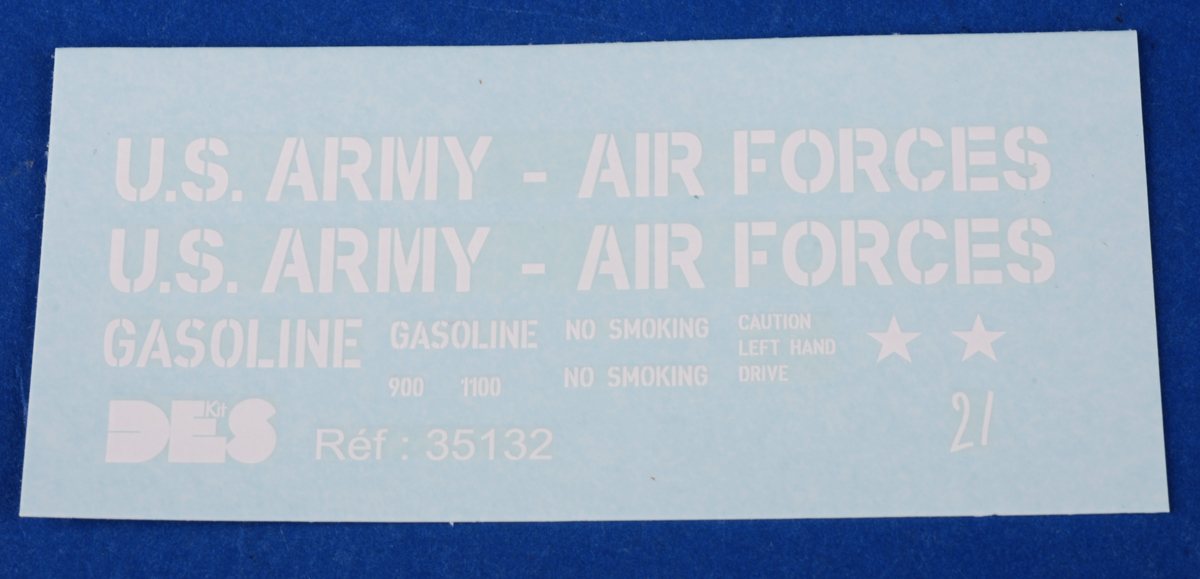 U.S. ARMY - AIR FORCES
U.S. ARMY - AIR FORCES
GASOLINE
GASOLINE
900 1100
NO SMOKING
NO SMOKING
CAUTION
LEFT HAND
DRIVE
21
DES Kit
Réf : 35132